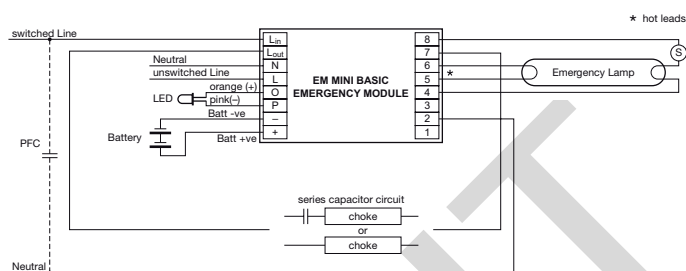 * hot leads
switched Line
Lin
Lout
N
L
O
P
–
+
Neutral
unswitched Line
orange (+)
pink(–)
LED
Batt -ve
Battery
Batt +ve
EM MINI BASIC
EMERGENCY MODULE
8
7
6
5
4
3
2
1
*
S
Emergency Lamp
PFC
series capacitor circuit
choke
or
choke
Neutral